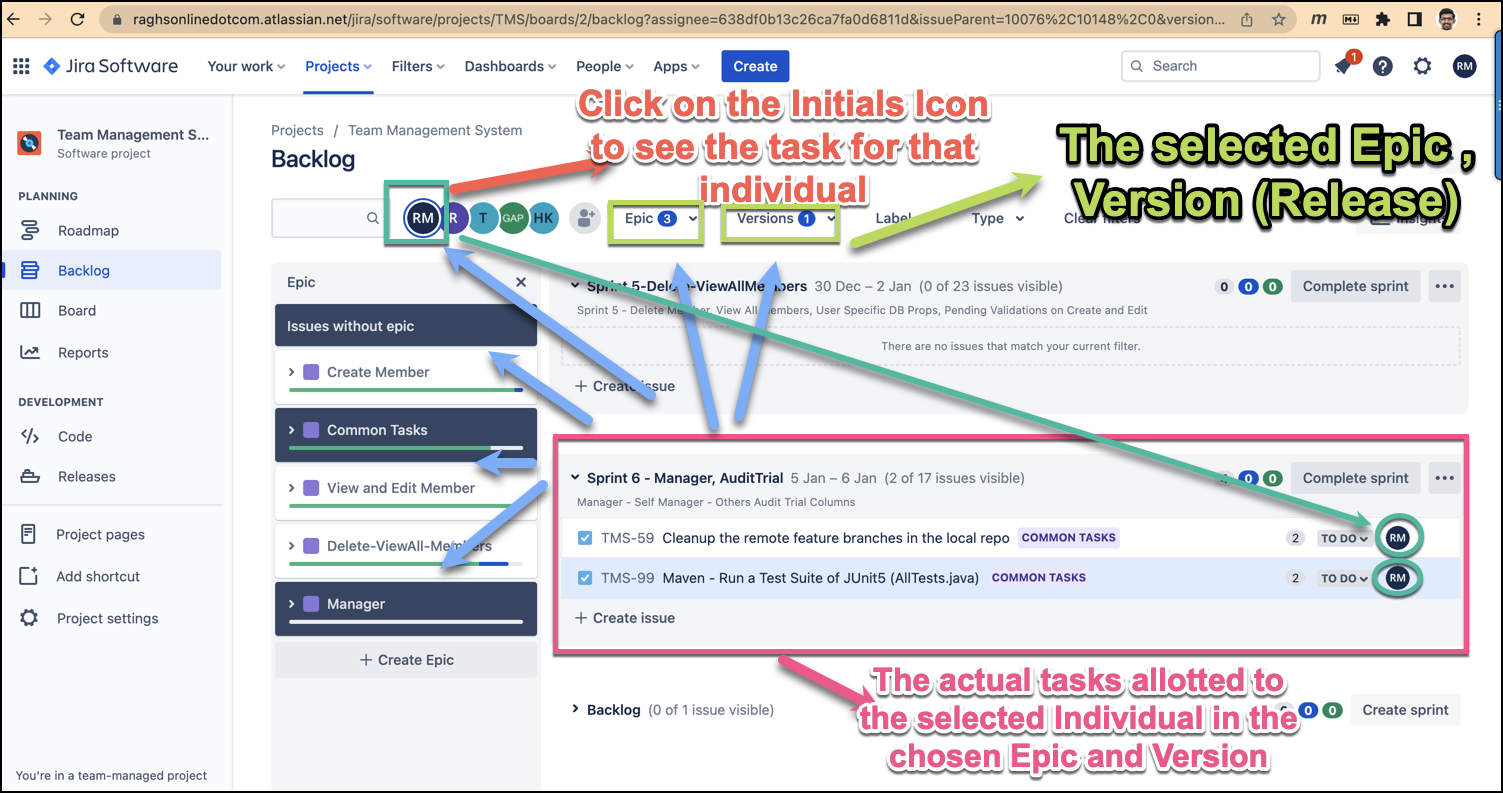 raghsonlinedotcom.atlassian.net/jira/software/projects/TMS/boards/2/backlog?assignee=638df0b13c26ca7fa0d6811d&issueParent=10076%2C10148%2C0&version...
Jira Software
Your work
Projects
Filters
Dashboards
People
Apps
Create
Search
1
RM
Team Management S...
Software project
PLANNING
Roadmap
Backlog
Board
Reports
DEVELOPMENT
Code
Releases
Project pages
Add shortcut
Project settings
You're in a team-managed project
Projects / Team Management System
Backlog
Click on the Initials Icon
to see the task for that
individual
The selected Epic ,
Version (Release)
RM
R
T
GAP
HK
Epic 3
Versions 1
Label
Type
Clear filters
Insights
Epic
Issues without epic
Create Member
Common Tasks
View and Edit Member
Delete-ViewAll-Members
Manager
+ Create Epic
Sprint 5-Delete-ViewAllMembers 30 Dec – 2 Jan (0 of 23 issues visible)
0 0 0 Complete sprint
Sprint 5 - Delete Member, View All Members, User Specific DB Props, Pending Validations on Create and Edit
There are no issues that match your current filter.
+ Create issue
Sprint 6 - Manager, AuditTrial 5 Jan – 6 Jan (2 of 17 issues visible)
0 0 Complete sprint
Manager - Self Manager - Others Audit Trial Columns
TMS-59 Cleanup the remote feature branches in the local repo COMMON TASKS 2 TO DO RM
TMS-99 Maven - Run a Test Suite of JUnit5 (AllTests.java) COMMON TASKS 2 TO DO RM
+ Create issue
The actual tasks allotted to
the selected Individual in the
chosen Epic and Version
Backlog (0 of 1 issue visible)
0 0 0 Create sprint